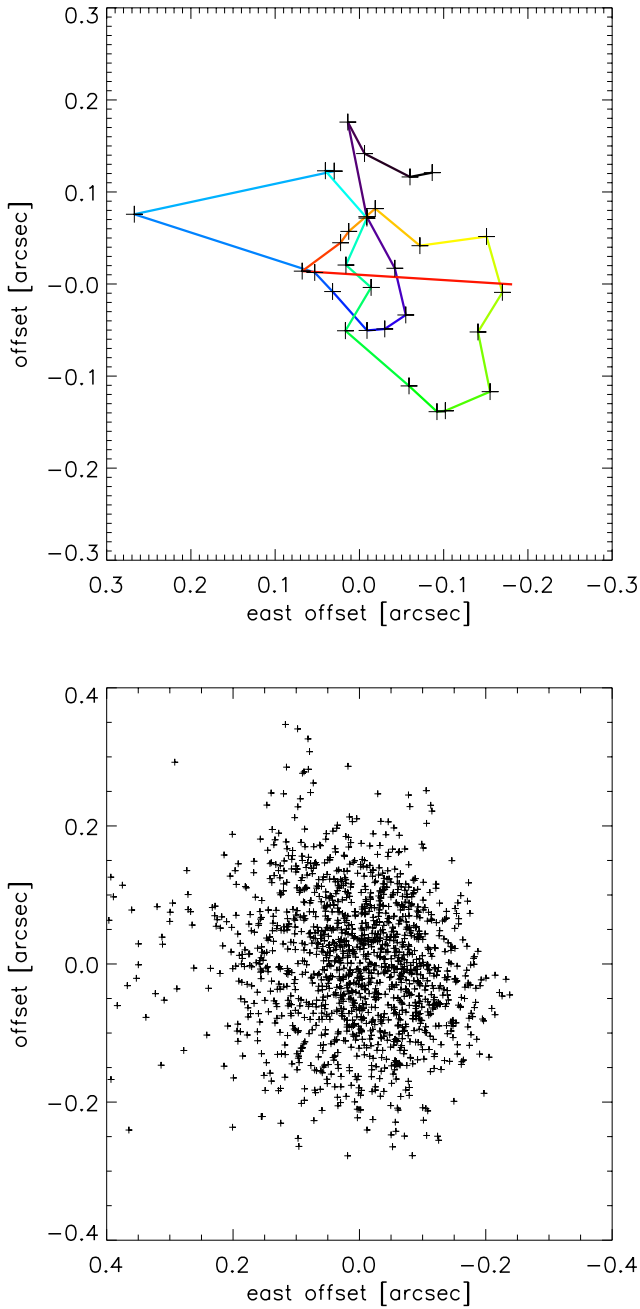 0.3
0.2
0.1
-0.0
-0.1
-0.2
-0.3
offset [arcsec]
0.3 0.2 0.1 0.0 -0.1 -0.2 -0.3
east offset [arcsec]
0.4
0.2
0.0
-0.2
-0.4
offset [arcsec]
0.4 0.2 0.0 -0.2 -0.4
east offset [arcsec]